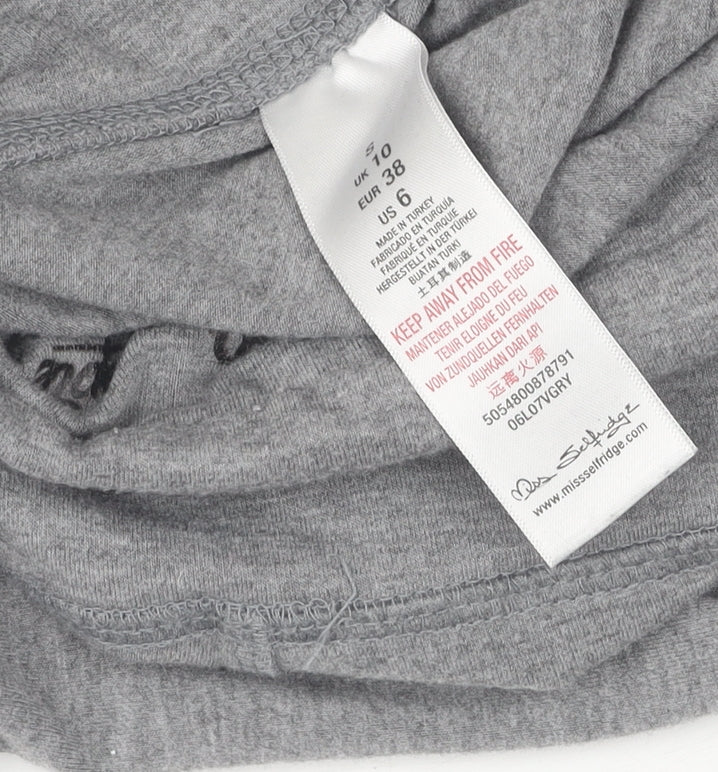 S
UK 10
EUR 38
US 6
MADE IN TURKEY
FABRICADO EN TURQUÍA
FABRIQUÉ EN TURQUIE
HERGESTELLT IN DER TÜRKEI
BUATAN TURKI
土耳其制造
KEEP AWAY FROM FIRE
MANTENER ALEJADO DEL FUEGO
TENIR ELOIGNE DU FEU
VON ZUNDQUELLEN FERNHALTEN
JAUHKAN DARI API
远离火源
5054800878791
06L07VGRY
Miss Selfridge
www.missselfridge.com